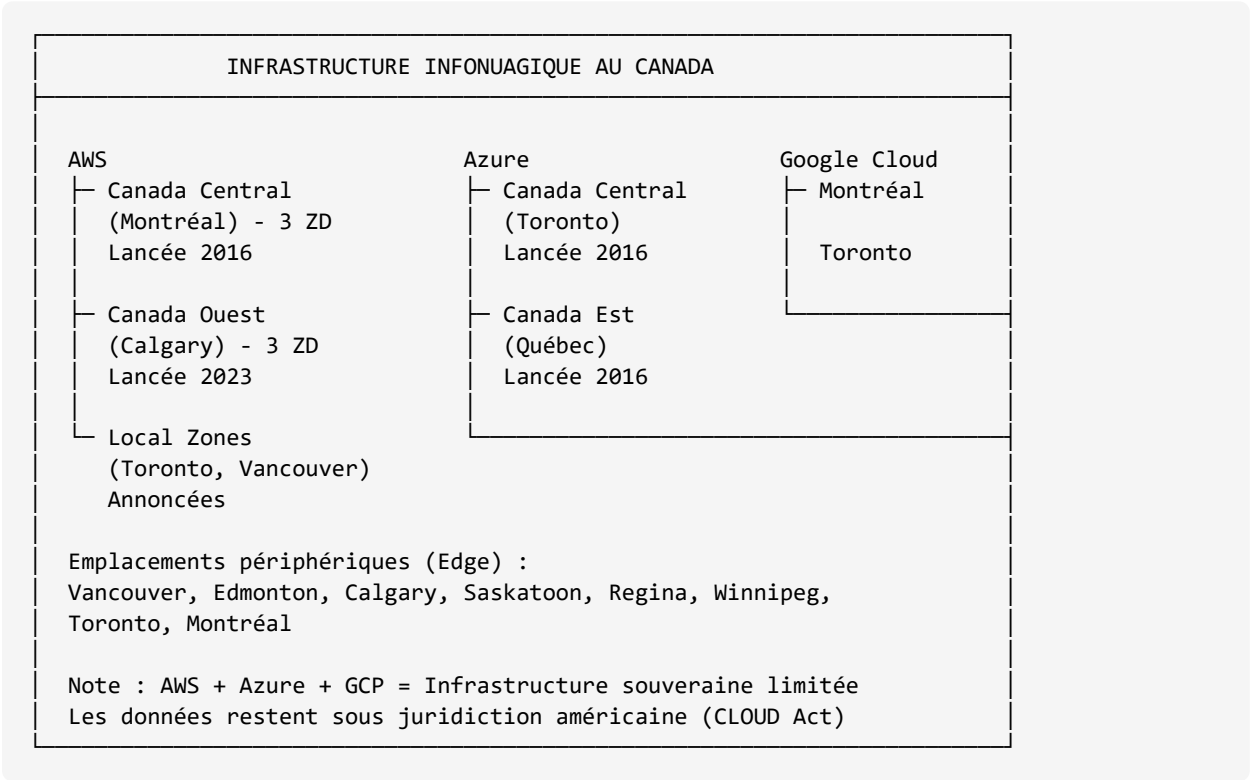 INFRASTRUCTURE INFONUAGIQUE AU CANADA
AWS Azure Google Cloud
Canada Central Canada Central Montréal
(Montréal) - 3 ZD (Toronto)
Lancée 2016 Lancée 2016 Toronto
Canada Ouest Canada Est
(Calgary) - 3 ZD (Québec)
Lancée 2023 Lancée 2016
Local Zones
(Toronto, Vancouver)
Annoncées
Emplacements périphériques (Edge) :
Vancouver, Edmonton, Calgary, Saskatoon, Regina, Winnipeg,
Toronto, Montréal
Note : AWS + Azure + GCP = Infrastructure souveraine limitée
Les données restent sous juridiction américaine (CLOUD Act)